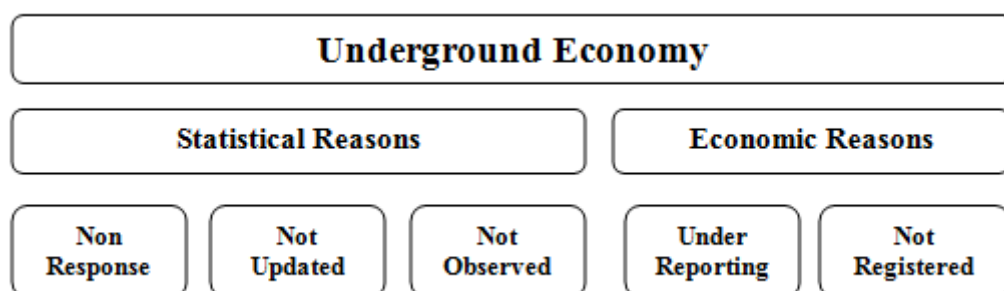 Underground Economy
Statistical Reasons
Economic Reasons
Non
Response
Not
Updated
Not
Observed
Under
Reporting
Not
Registered